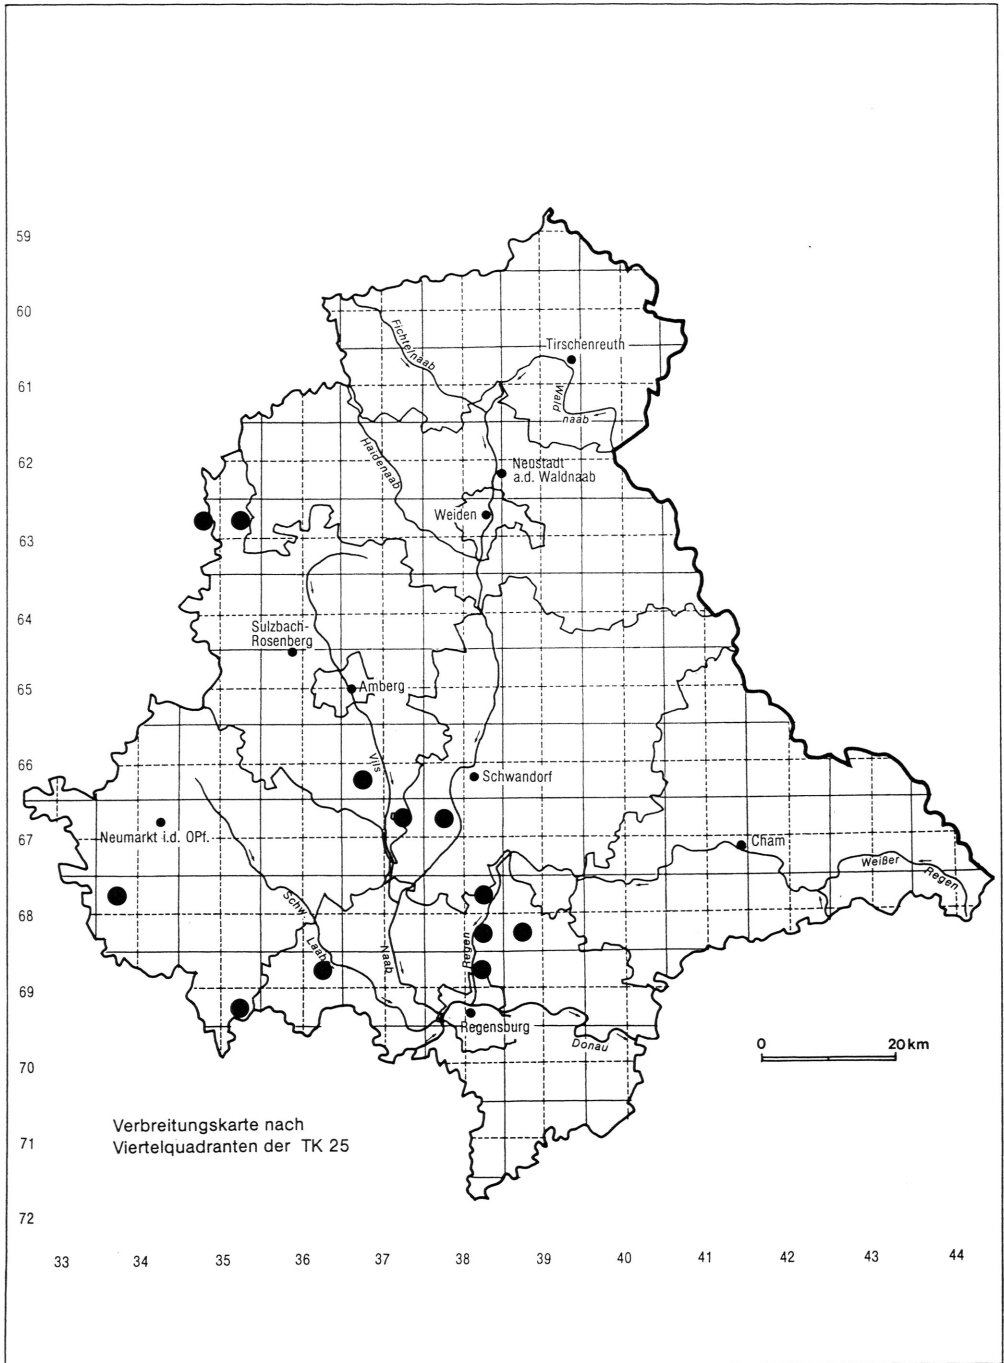 59
60
61
62
63
64
65
66
67
68
69
70
71
72
Fichtelnaab
Tirschenreuth
Wald
naab
Haidenaab
Neustadt
a.d. Waldnaab
Weiden
Sulzbach-
Rosenberg
Amberg
Vils
Schwandorf
Neumarkt i.d. OPf.
Cham
Weißer
Regen
Schw.
Laab
Naab
Regen
Regensburg
Donau
0 20 km
Verbreitungskarte nach
Viertelquadranten der TK 25
33 34 35 36 37 38 39 40 41 42 43 44